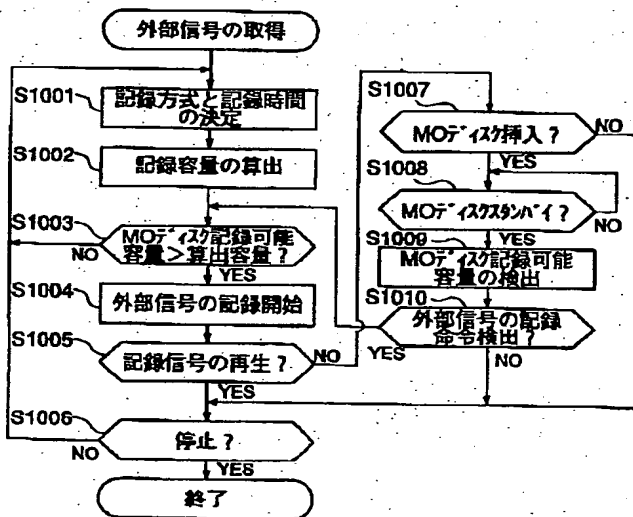 外部信号の取得
S1001
記録方式と記録時間
の決定
S1002
記録容量の算出
S1003
MOディスク記録可能
容量>算出容量?
NO
YES
S1004
外部信号の記録開始
S1005
記録信号の再生?
NO
YES
S1006
停止?
NO
YES
終了
S1007
MOディスク挿入?
NO
YES
S1008
MOディスクスタンバイ?
NO
YES
S1009
MOディスク記録可能
容量の検出
S1010
外部信号の記録
命令検出?
YES
NO